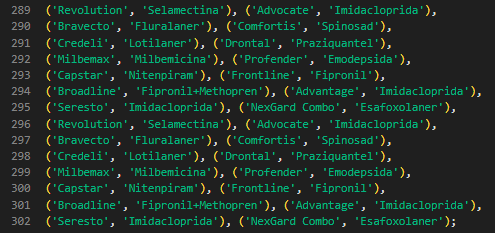 289 ('Revolution', 'Selamectina'), ('Advocate', 'Imidacloprida'),
290 ('Bravecto', 'Fluralaner'), ('Comfortis', 'Spinosad'),
291 ('Credeli', 'Lotilaner'), ('Drontal', 'Praziquantel'),
292 ('Milbemax', 'Milbemicina'), ('Profender', 'Emodepsida'),
293 ('Capstar', 'Nitenpiram'), ('Frontline', 'Fipronil'),
294 ('Broadline', 'Fipronil+Methopren'), ('Advantage', 'Imidacloprida'),
295 ('Seresto', 'Imidacloprida'), ('NexGard Combo', 'Esafoxolaner'),
296 ('Revolution', 'Selamectina'), ('Advocate', 'Imidacloprida'),
297 ('Bravecto', 'Fluralaner'), ('Comfortis', 'Spinosad'),
298 ('Credeli', 'Lotilaner'), ('Drontal', 'Praziquantel'),
299 ('Milbemax', 'Milbemicina'), ('Profender', 'Emodepsida'),
300 ('Capstar', 'Nitenpiram'), ('Frontline', 'Fipronil'),
301 ('Broadline', 'Fipronil+Methopren'), ('Advantage', 'Imidacloprida'),
302 ('Seresto', 'Imidacloprida'), ('NexGard Combo', 'Esafoxolaner');